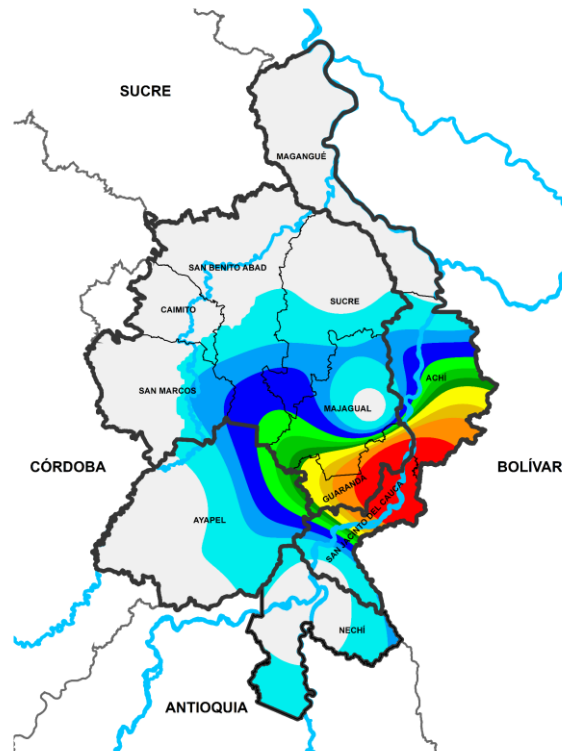 SUCRE
MAGANGUÉ
SAN BENITO ABAD
SUCRE
CAIMITO
ACHÍ
SAN MARCOS
MAJAGUAL
CÓRDOBA
BOLÍVAR
GUARANDA
AYAPEL
SAN JACINTO DEL CAUCA
NECHÍ
ANTIOQUIA